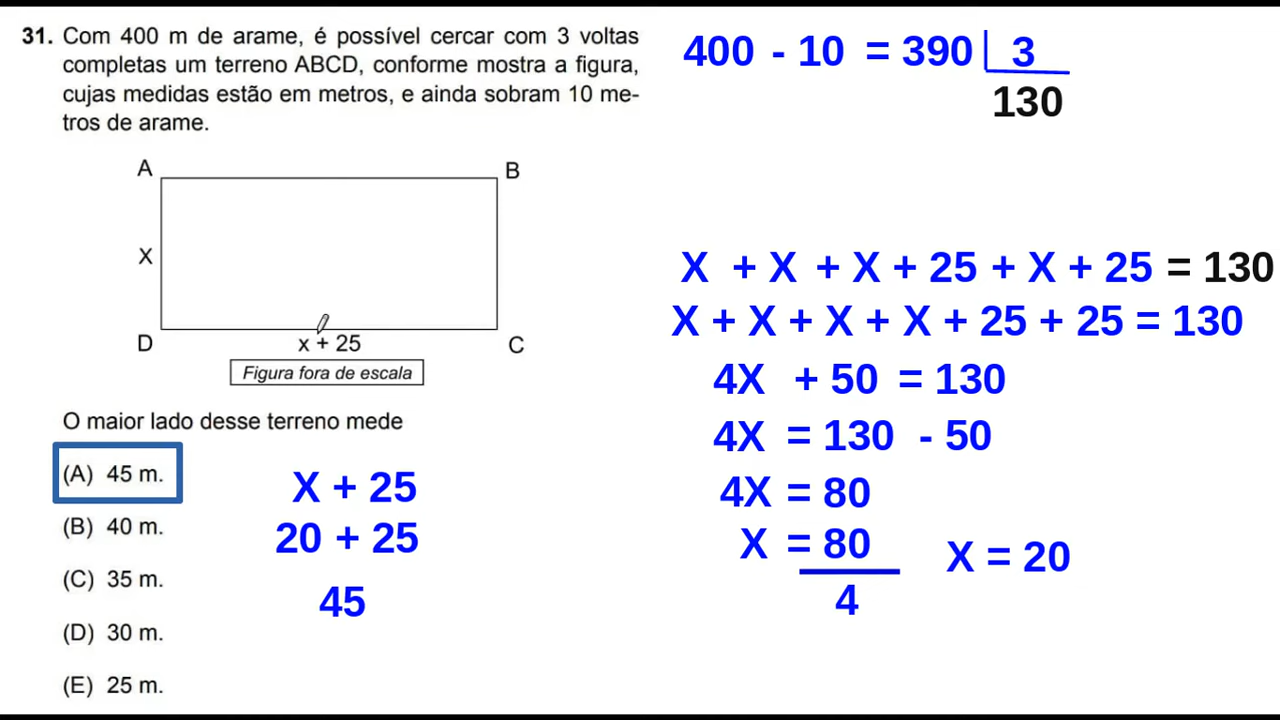 31. Com 400 m de arame, é possível cercar com 3 voltas
completas um terreno ABCD, conforme mostra a figura,
cujas medidas estão em metros, e ainda sobram 10 me-
tros de arame.
A
B
X
D
x + 25
C
Figura fora de escala
O maior lado desse terreno mede
(A) 45 m.
(B) 40 m.
(C) 35 m.
(D) 30 m.
(E) 25 m.
X + 25
20 + 25
45
400 - 10 = 390 3
130
X + X + X + 25 + X + 25 = 130
X + X + X + X + 25 + 25 = 130
4X + 50 = 130
4X = 130 - 50
4X = 80
X = 80
4
X = 20